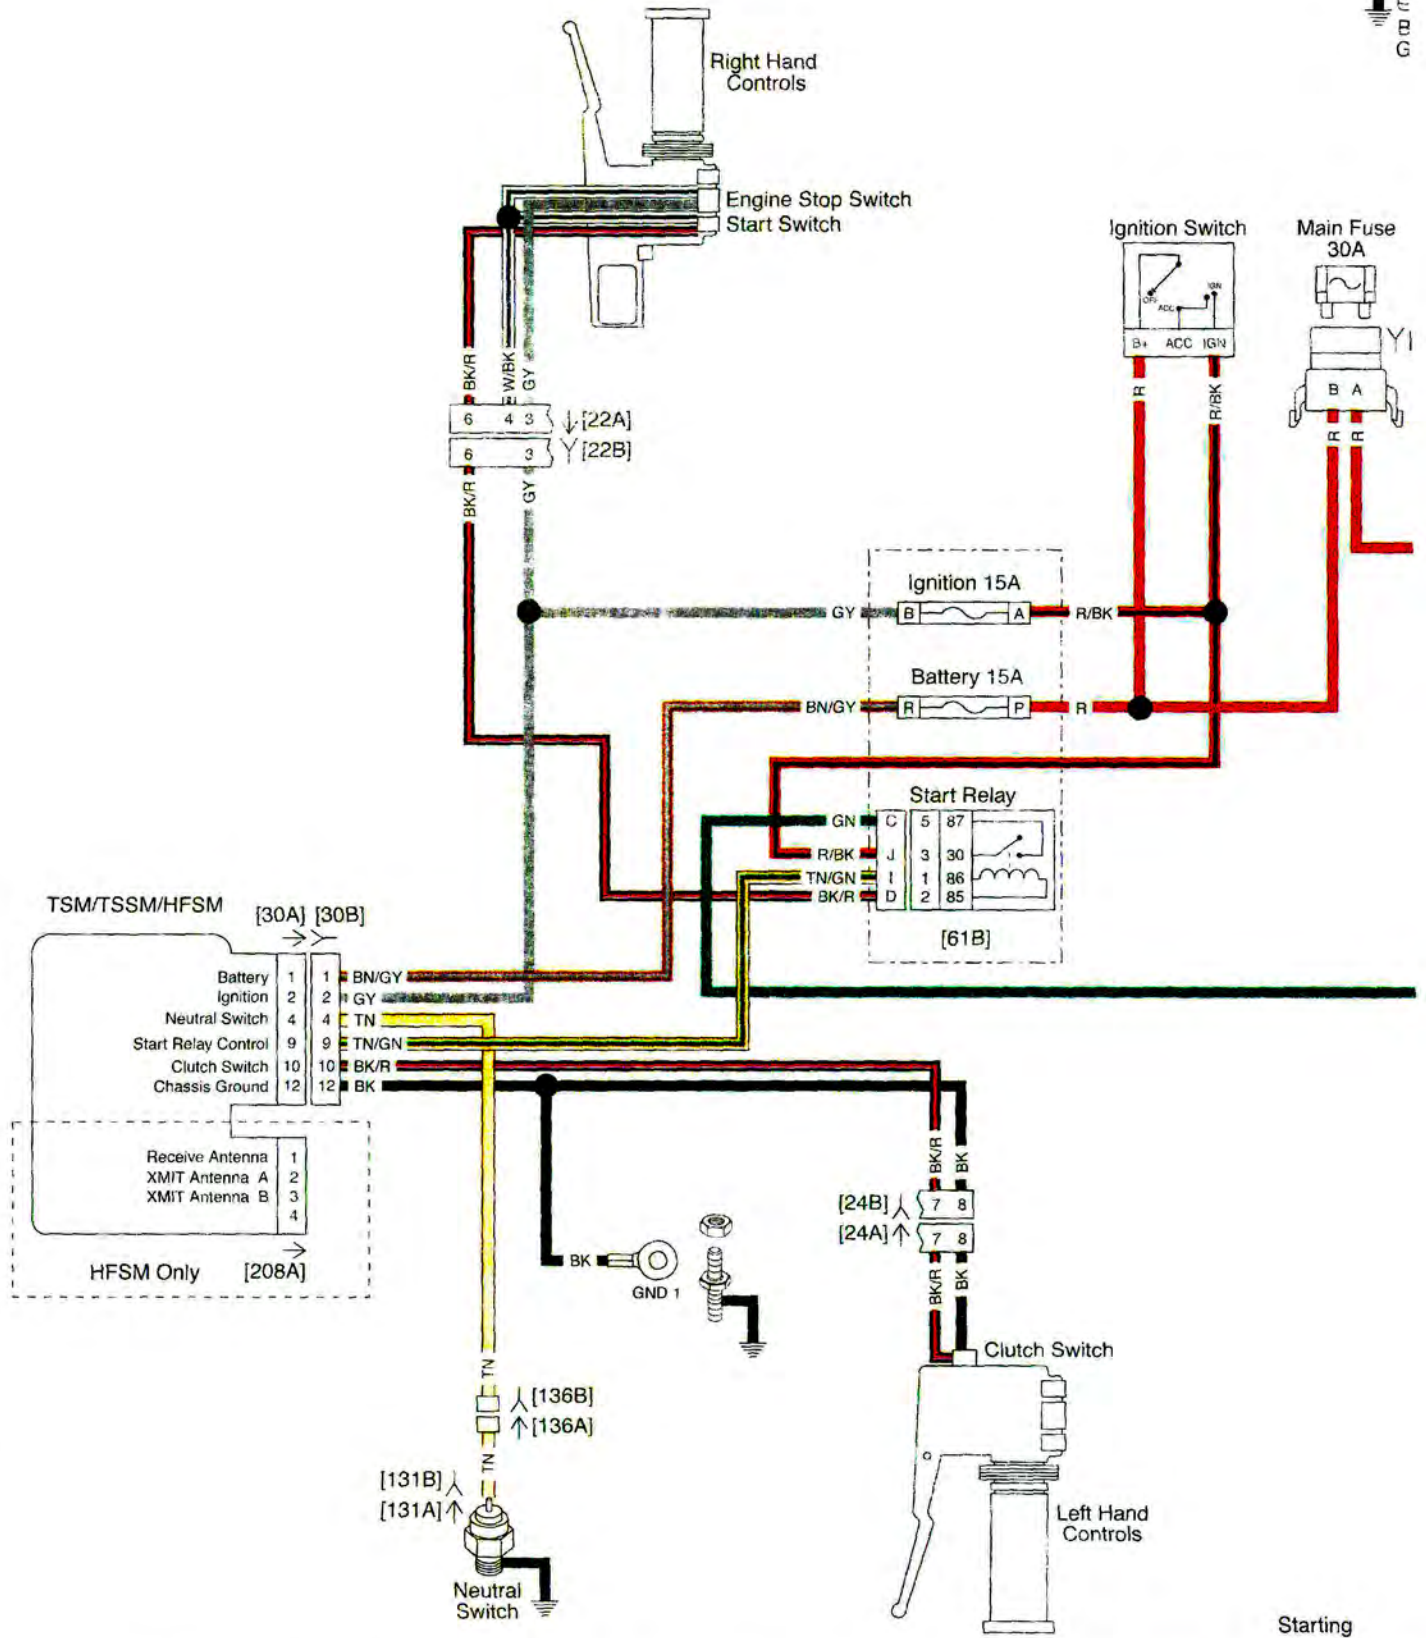 E
B
G
Right Hand
Controls
Engine Stop Switch
Start Switch
Ignition Switch
Main Fuse
30A
OFF
ACC
IGN
B+ ACC IGN
B A
BK/R
W/BK
GY
R
R/BK
R
R
6 4 3 [22A]
6 3 [22B]
BK/R
GY
Ignition 15A
GY B A R/BK
Battery 15A
BN/GY R P R
Start Relay
GN C 5 87
R/BK J 3 30
TN/GN I 1 86
BK/R D 2 85
[61B]
TSM/TSSM/HFSM
[30A] [30B]
Battery 1 1 BN/GY
Ignition 2 2 GY
Neutral Switch 4 4 TN
Start Relay Control 9 9 TN/GN
Clutch Switch 10 10 BK/R
Chassis Ground 12 12 BK
Receive Antenna 1
XMIT Antenna A 2
XMIT Antenna B 3
4
HFSM Only [208A]
BK/R
BK
[24B] 7 8
[24A] 7 8
BK/R
BK
BK
GND 1
Clutch Switch
TN
[136B]
[136A]
TN
[131B]
[131A]
Neutral
Switch
Left Hand
Controls
Starting